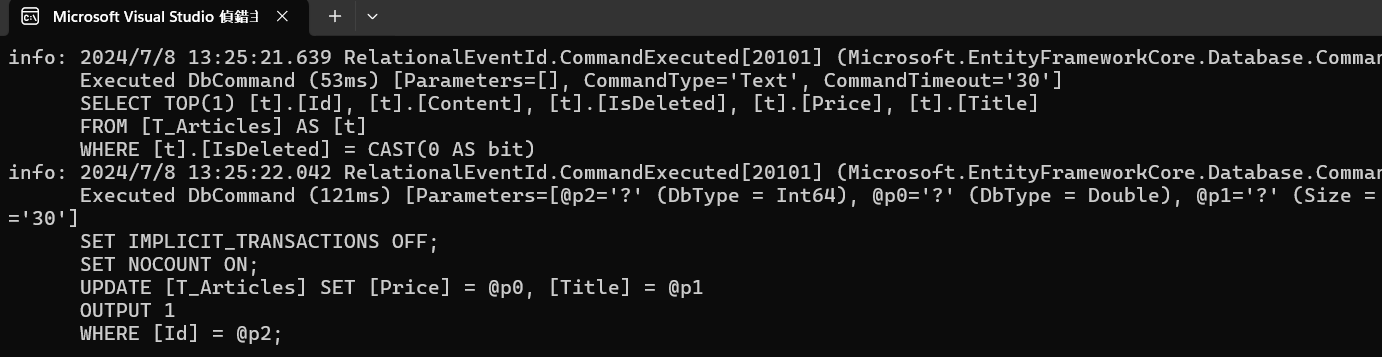 Microsoft Visual Studio 偵錯主
info: 2024/7/8 13:25:21.639 RelationalEventId.CommandExecuted[20101] (Microsoft.EntityFrameworkCore.Database.Comman
Executed DbCommand (53ms) [Parameters=[], CommandType='Text', CommandTimeout='30']
SELECT TOP(1) [t].[Id], [t].[Content], [t].[IsDeleted], [t].[Price], [t].[Title]
FROM [T_Articles] AS [t]
WHERE [t].[IsDeleted] = CAST(0 AS bit)
info: 2024/7/8 13:25:22.042 RelationalEventId.CommandExecuted[20101] (Microsoft.EntityFrameworkCore.Database.Comman
Executed DbCommand (121ms) [Parameters=[@p2='?' (DbType = Int64), @p0='?' (DbType = Double), @p1='?' (Size =
='30']
SET IMPLICIT_TRANSACTIONS OFF;
SET NOCOUNT ON;
UPDATE [T_Articles] SET [Price] = @p0, [Title] = @p1
OUTPUT 1
WHERE [Id] = @p2;